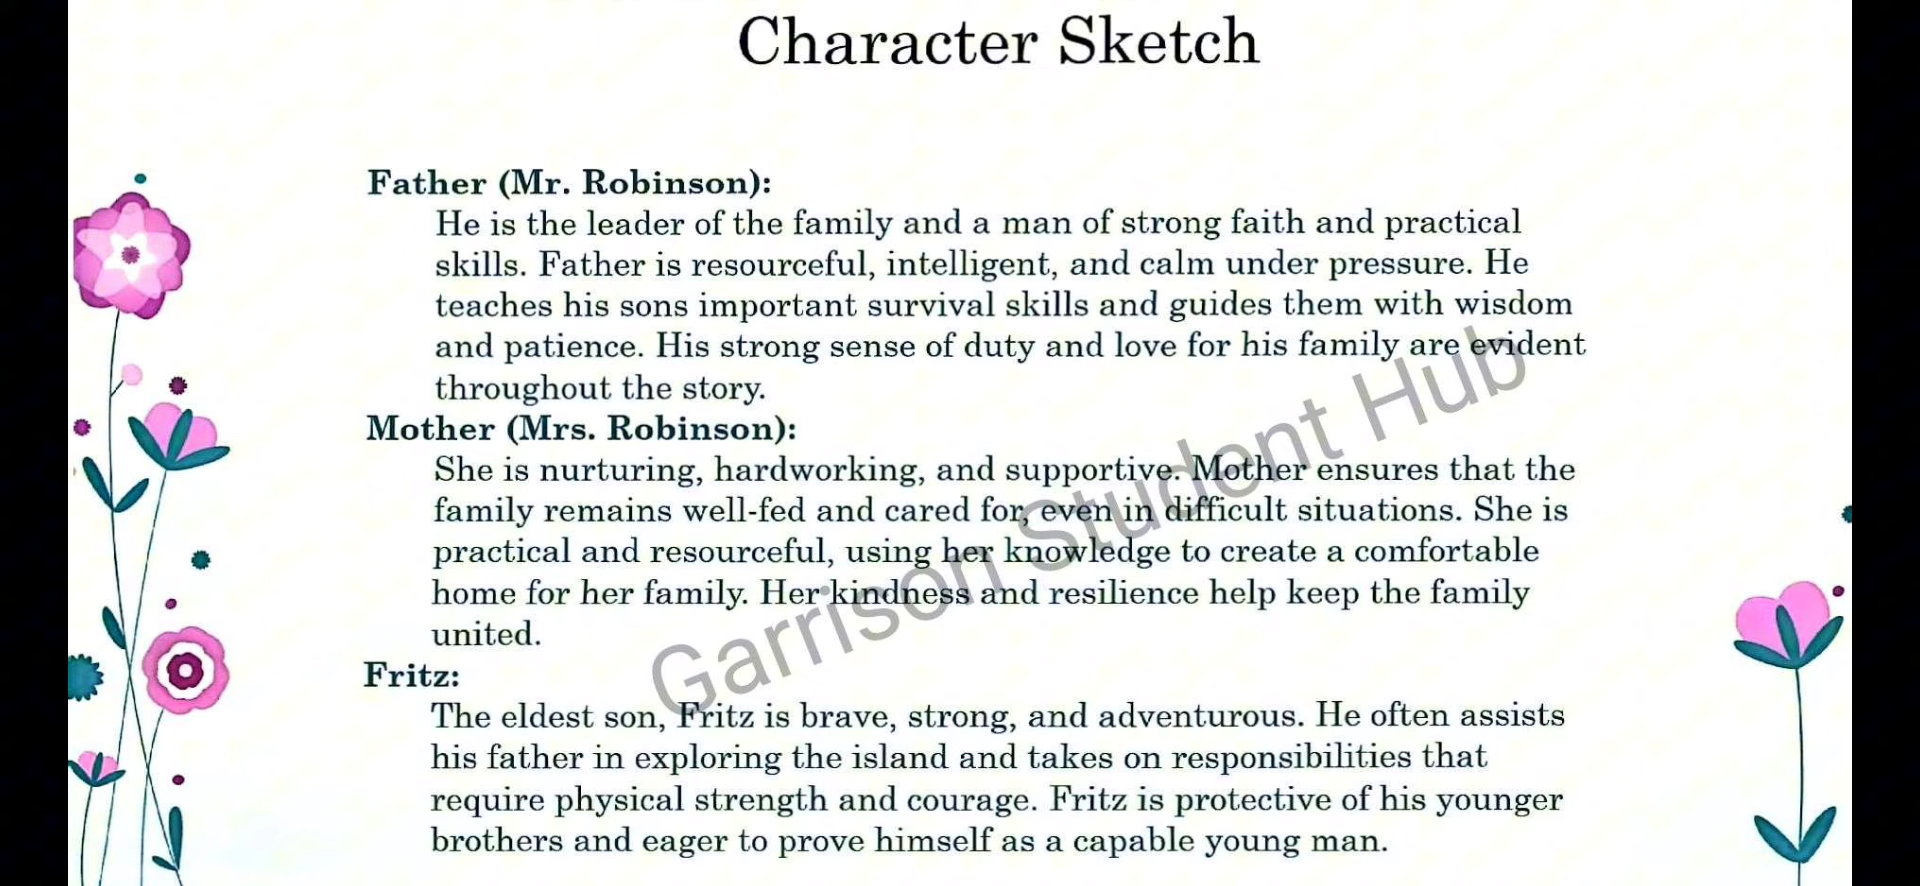 Character Sketch
Father (Mr. Robinson):
He is the leader of the family and a man of strong faith and practical
skills. Father is resourceful, intelligent, and calm under pressure. He
teaches his sons important survival skills and guides them with wisdom
and patience. His strong sense of duty and love for his family are evident
throughout the story.
Mother (Mrs. Robinson):
She is nurturing, hardworking, and supportive. Mother ensures that the
family remains well-fed and cared for, even in difficult situations. She is
practical and resourceful, using her knowledge to create a comfortable
home for her family. Her kindness and resilience help keep the family
united.
Fritz:
The eldest son, Fritz is brave, strong, and adventurous. He often assists
his father in exploring the island and takes on responsibilities that
require physical strength and courage. Fritz is protective of his younger
brothers and eager to prove himself as a capable young man.
Garrison Student Hub